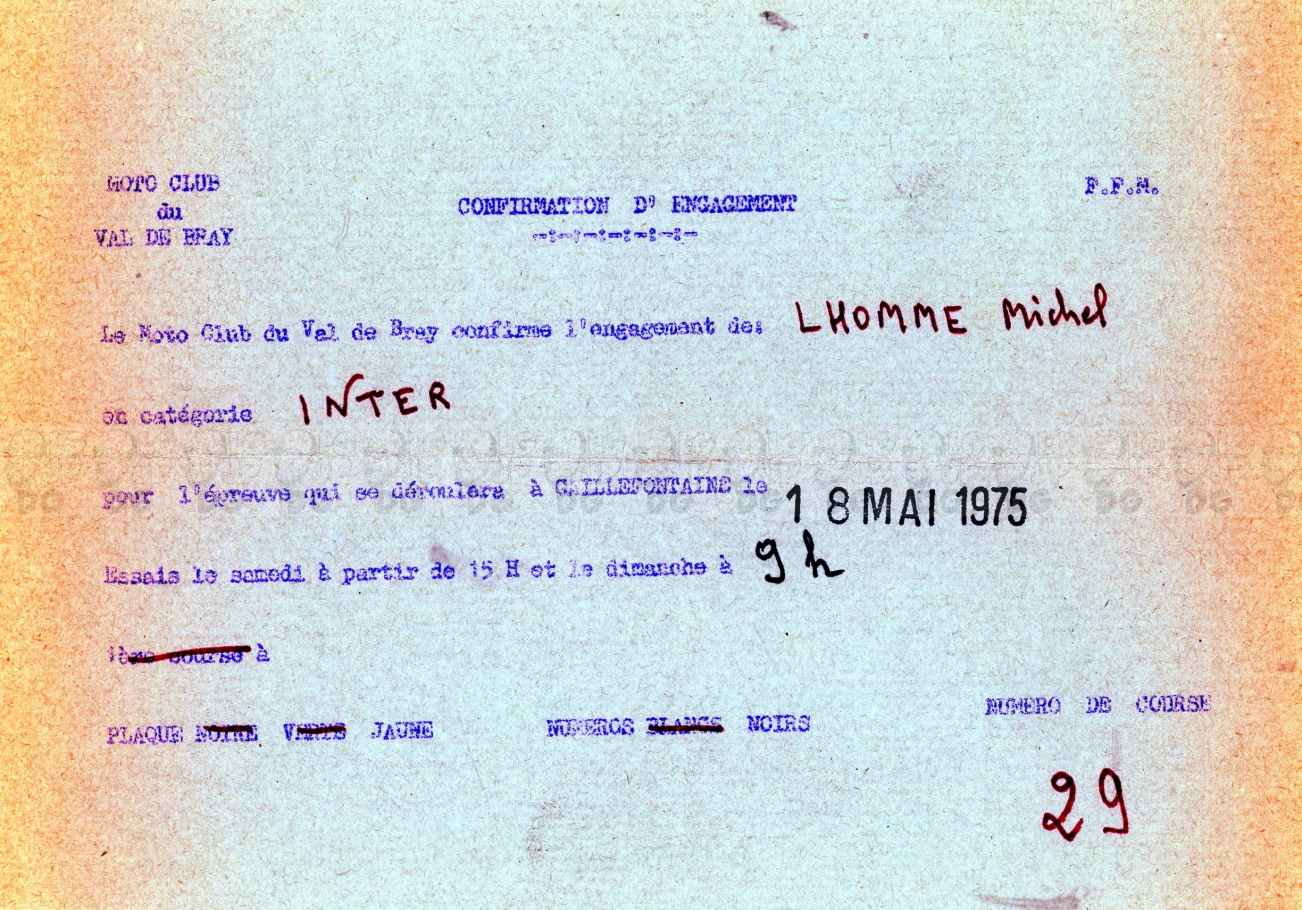 MOTO CLUB
du
VAL DE BRAY
CONFIRMATION D' ENGAGEMENT
-:-:-:-:-:-:-
F.F.M.
Le Moto Club du Val de Bray confirme l'engagement de: LHOMME Michel
en catégorie INTER
pour l'épreuve qui se déroulera à GAILLEFONTAINE le 18 MAI 1975
Essais le samedi à partir de 15 H et le dimanche à 9 h
1ère course à
PLAQUE NOIRE VERTE JAUNE NUMEROS BLANCS NOIRS
NUMERO DE COURSE
29